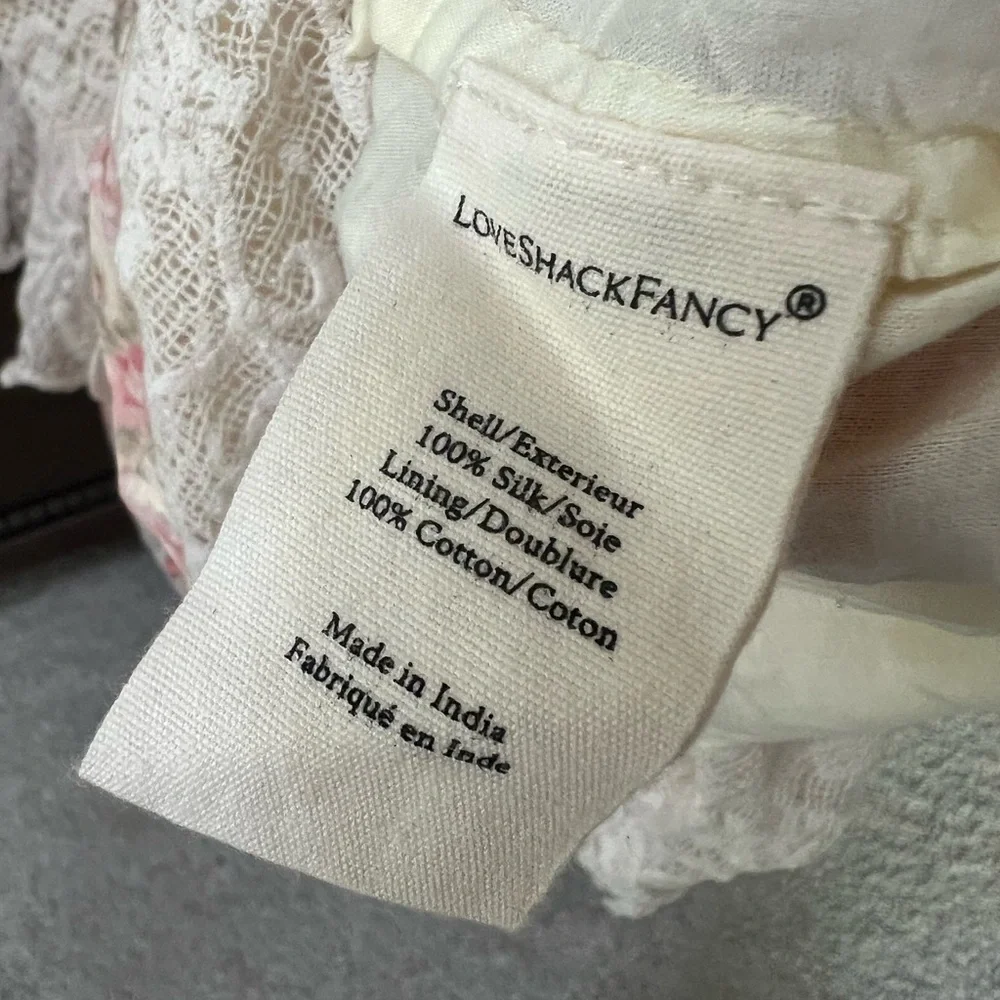 LOVESHACKFANCY®
Shell/Exterieur
100% Silk/Soie
Lining/Doublure
100% Cotton/Coton
Made in India
Fabriqué en Inde